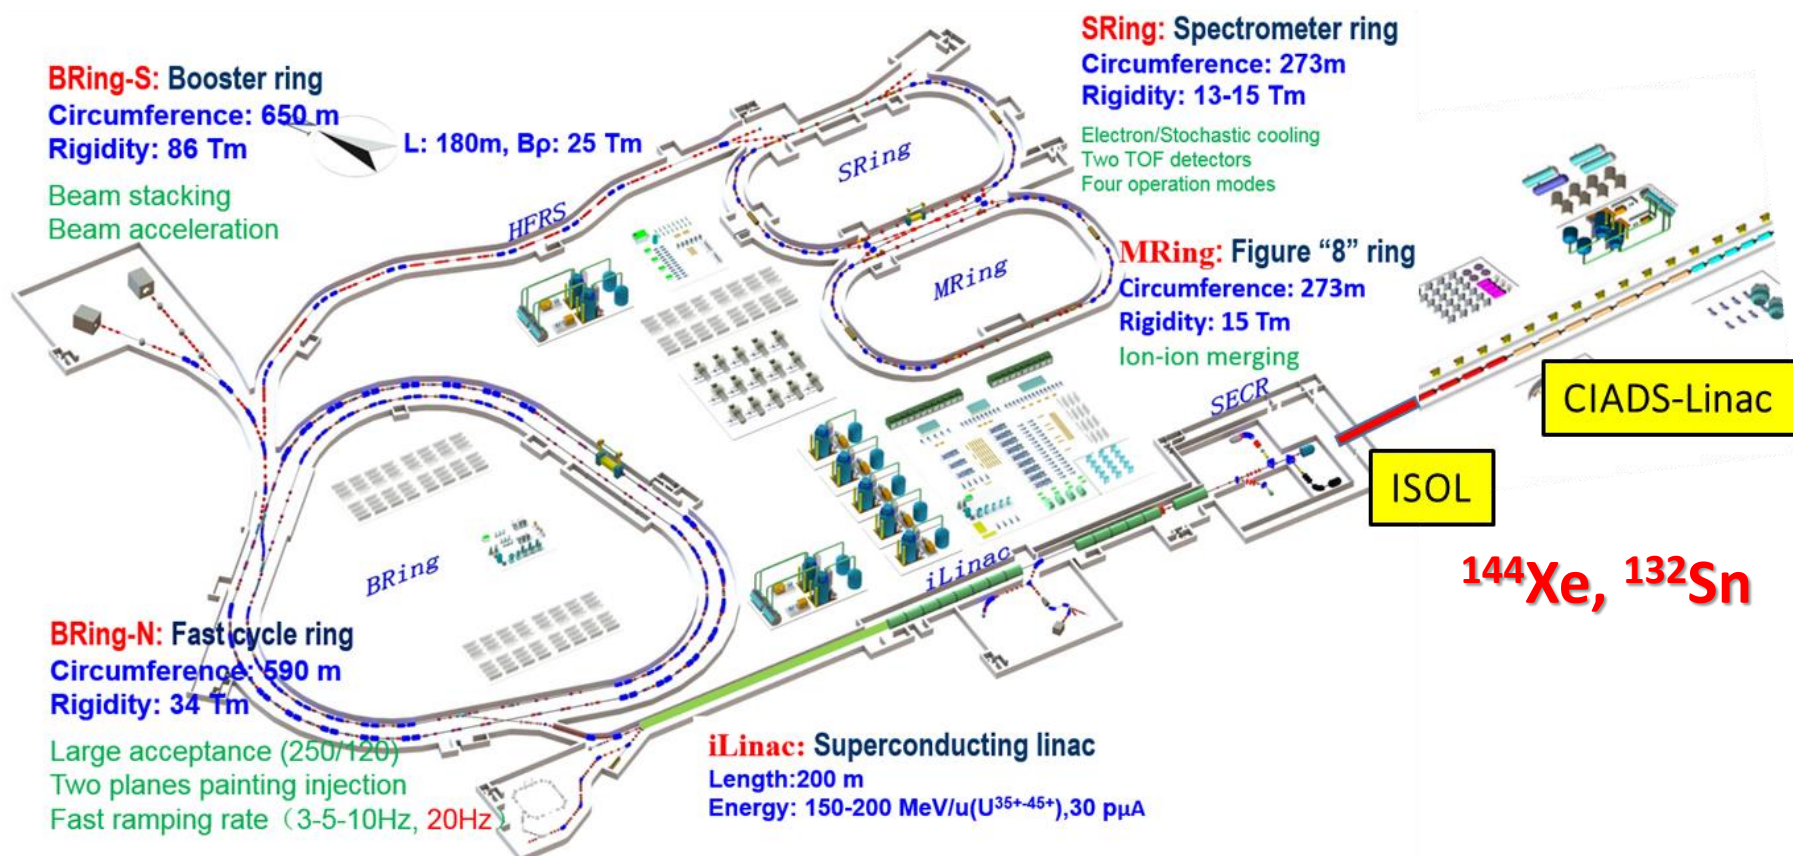 BRing-S: Booster ring
Circumference: 650 m
Rigidity: 86 Tm
Beam stacking
Beam acceleration
L: 180m, Bρ: 25 Tm
HFRS
SRing
SRing: Spectrometer ring
Circumference: 273m
Rigidity: 13-15 Tm
Electron/Stochastic cooling
Two TOF detectors
Four operation modes
MRing
MRing: Figure “8” ring
Circumference: 273m
Rigidity: 15 Tm
Ion-ion merging
SECR
CIADS-Linac
ISOL
¹⁴⁴Xe, ¹³²Sn
BRing
iLinac
BRing-N: Fast cycle ring
Circumference: 590 m
Rigidity: 34 Tm
Large acceptance (250/120)
Two planes painting injection
Fast ramping rate（3-5-10Hz, 20Hz）
iLinac: Superconducting linac
Length:200 m
Energy: 150-200 MeV/u(U³⁵⁺⁻⁴⁵⁺),30 pμA